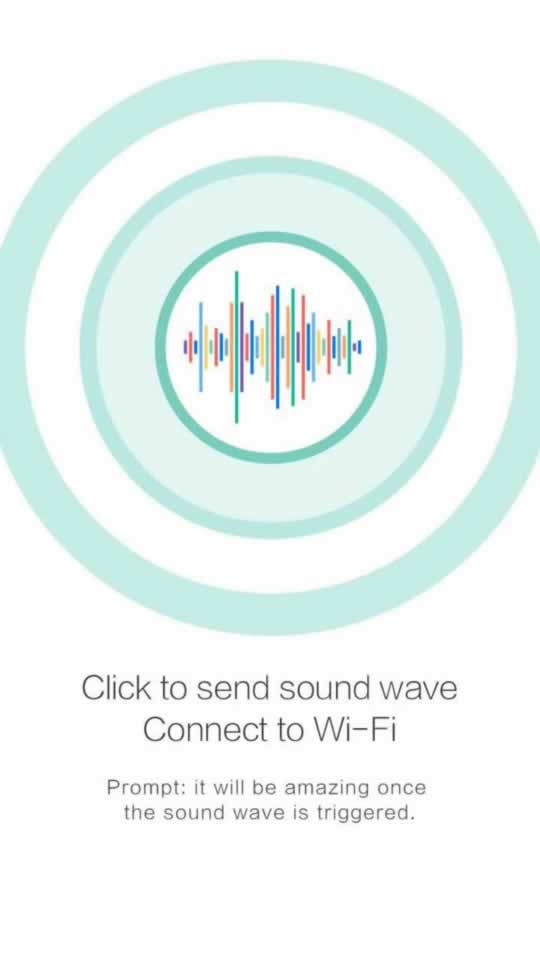 Click to send sound wave
Connect to Wi-Fi
Prompt: it will be amazing once
the sound wave is triggered.